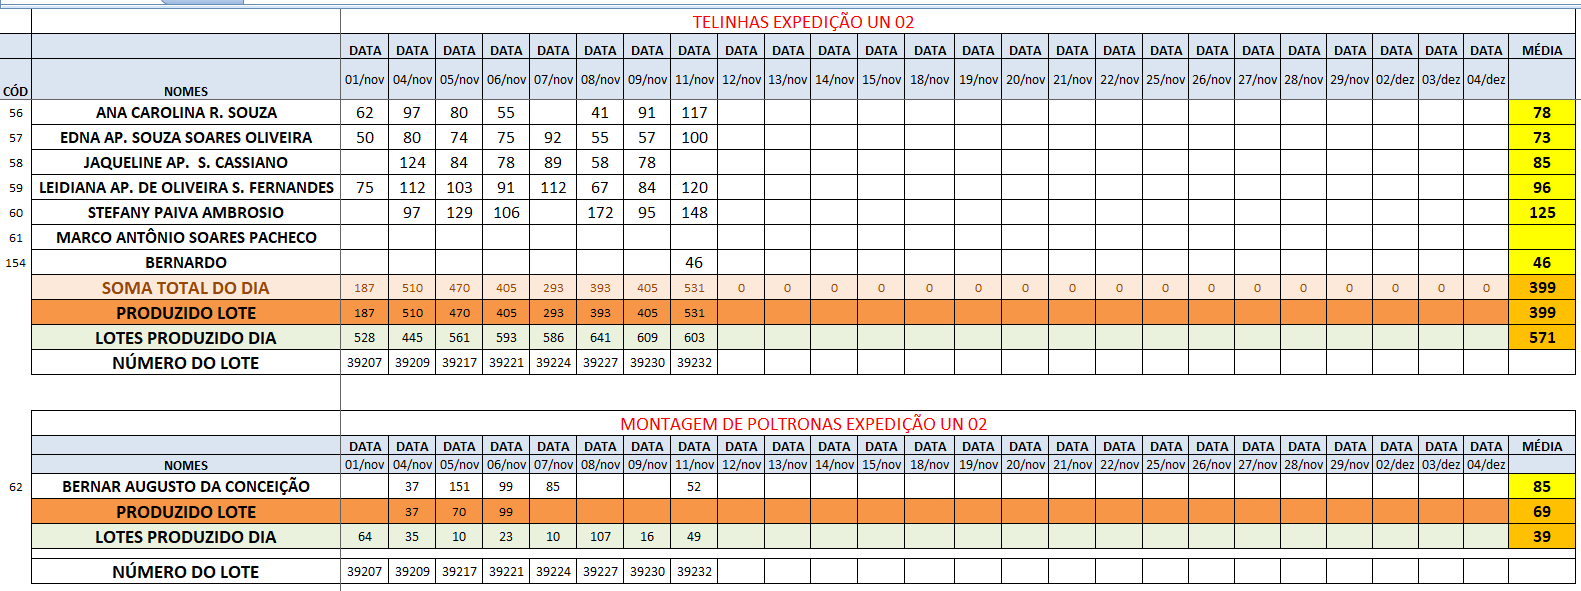 TELINHAS EXPEDIÇÃO UN 02
DATA DATA DATA DATA DATA DATA DATA DATA DATA DATA DATA DATA DATA DATA DATA DATA DATA DATA DATA DATA DATA DATA DATA DATA MÉDIA
CÓD NOMES 01/nov 04/nov 05/nov 06/nov 07/nov 08/nov 09/nov 11/nov 12/nov 13/nov 14/nov 15/nov 18/nov 19/nov 20/nov 21/nov 22/nov 25/nov 26/nov 27/nov 28/nov 29/nov 02/dez 03/dez 04/dez
56 ANA CAROLINA R. SOUZA 62 97 80 55 41 91 117 78
57 EDNA AP. SOUZA SOARES OLIVEIRA 50 80 74 75 92 55 57 100 73
58 JAQUELINE AP. S. CASSIANO 124 84 78 89 58 78 85
59 LEIDIANA AP. DE OLIVEIRA S. FERNANDES 75 112 103 91 112 67 84 120 96
60 STEFANY PAIVA AMBROSIO 97 129 106 172 95 148 125
61 MARCO ANTÔNIO SOARES PACHECO
154 BERNARDO 46 46
SOMA TOTAL DO DIA 187 510 470 405 293 393 405 531 0 0 0 0 0 0 0 0 0 0 0 0 0 0 0 0 0 399
PRODUZIDO LOTE 187 510 470 405 293 393 405 531 399
LOTES PRODUZIDO DIA 528 445 561 593 586 641 609 603 571
NÚMERO DO LOTE 39207 39209 39217 39221 39224 39227 39230 39232
MONTAGEM DE POLTRONAS EXPEDIÇÃO UN 02
DATA DATA DATA DATA DATA DATA DATA DATA DATA DATA DATA DATA DATA DATA DATA DATA DATA DATA DATA DATA DATA DATA DATA DATA DATA MÉDIA
NOMES 01/nov 04/nov 05/nov 06/nov 07/nov 08/nov 09/nov 11/nov 12/nov 13/nov 14/nov 15/nov 18/nov 19/nov 20/nov 21/nov 22/nov 25/nov 26/nov 27/nov 28/nov 29/nov 02/dez 03/dez 04/dez
62 BERNAR AUGUSTO DA CONCEIÇÃO 37 151 99 85 52 85
PRODUZIDO LOTE 37 70 99 69
LOTES PRODUZIDO DIA 64 35 10 23 10 107 16 49 39
NÚMERO DO LOTE 39207 39209 39217 39221 39224 39227 39230 39232